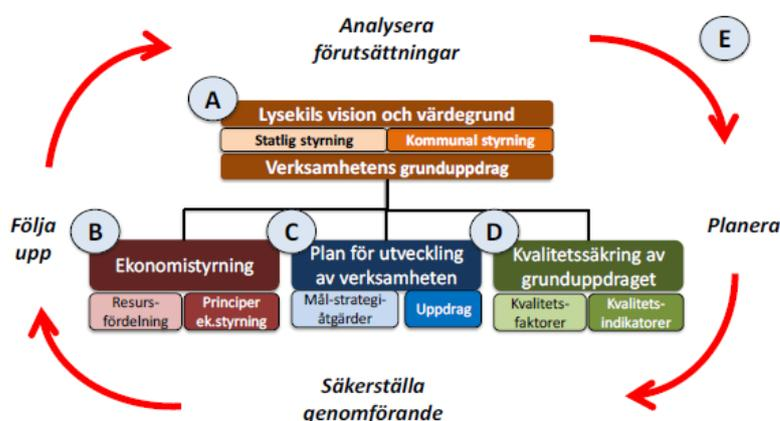 Analysera
förutsättningar
E
A
Lysekils vision och värdegrund
Statlig styrning
Kommunal styrning
Verksamhetens grunduppdrag
Följa
upp
Planera
B
Ekonomistyrning
Resurs-
fördelning
Principer
ek.styrning
C
Plan för utveckling
av verksamheten
Mål-strategi-
åtgärder
Uppdrag
D
Kvalitetssäkring av
grunduppdraget
Kvalitets-
faktorer
Kvalitets-
indikatorer
Säkerställa
genomförande